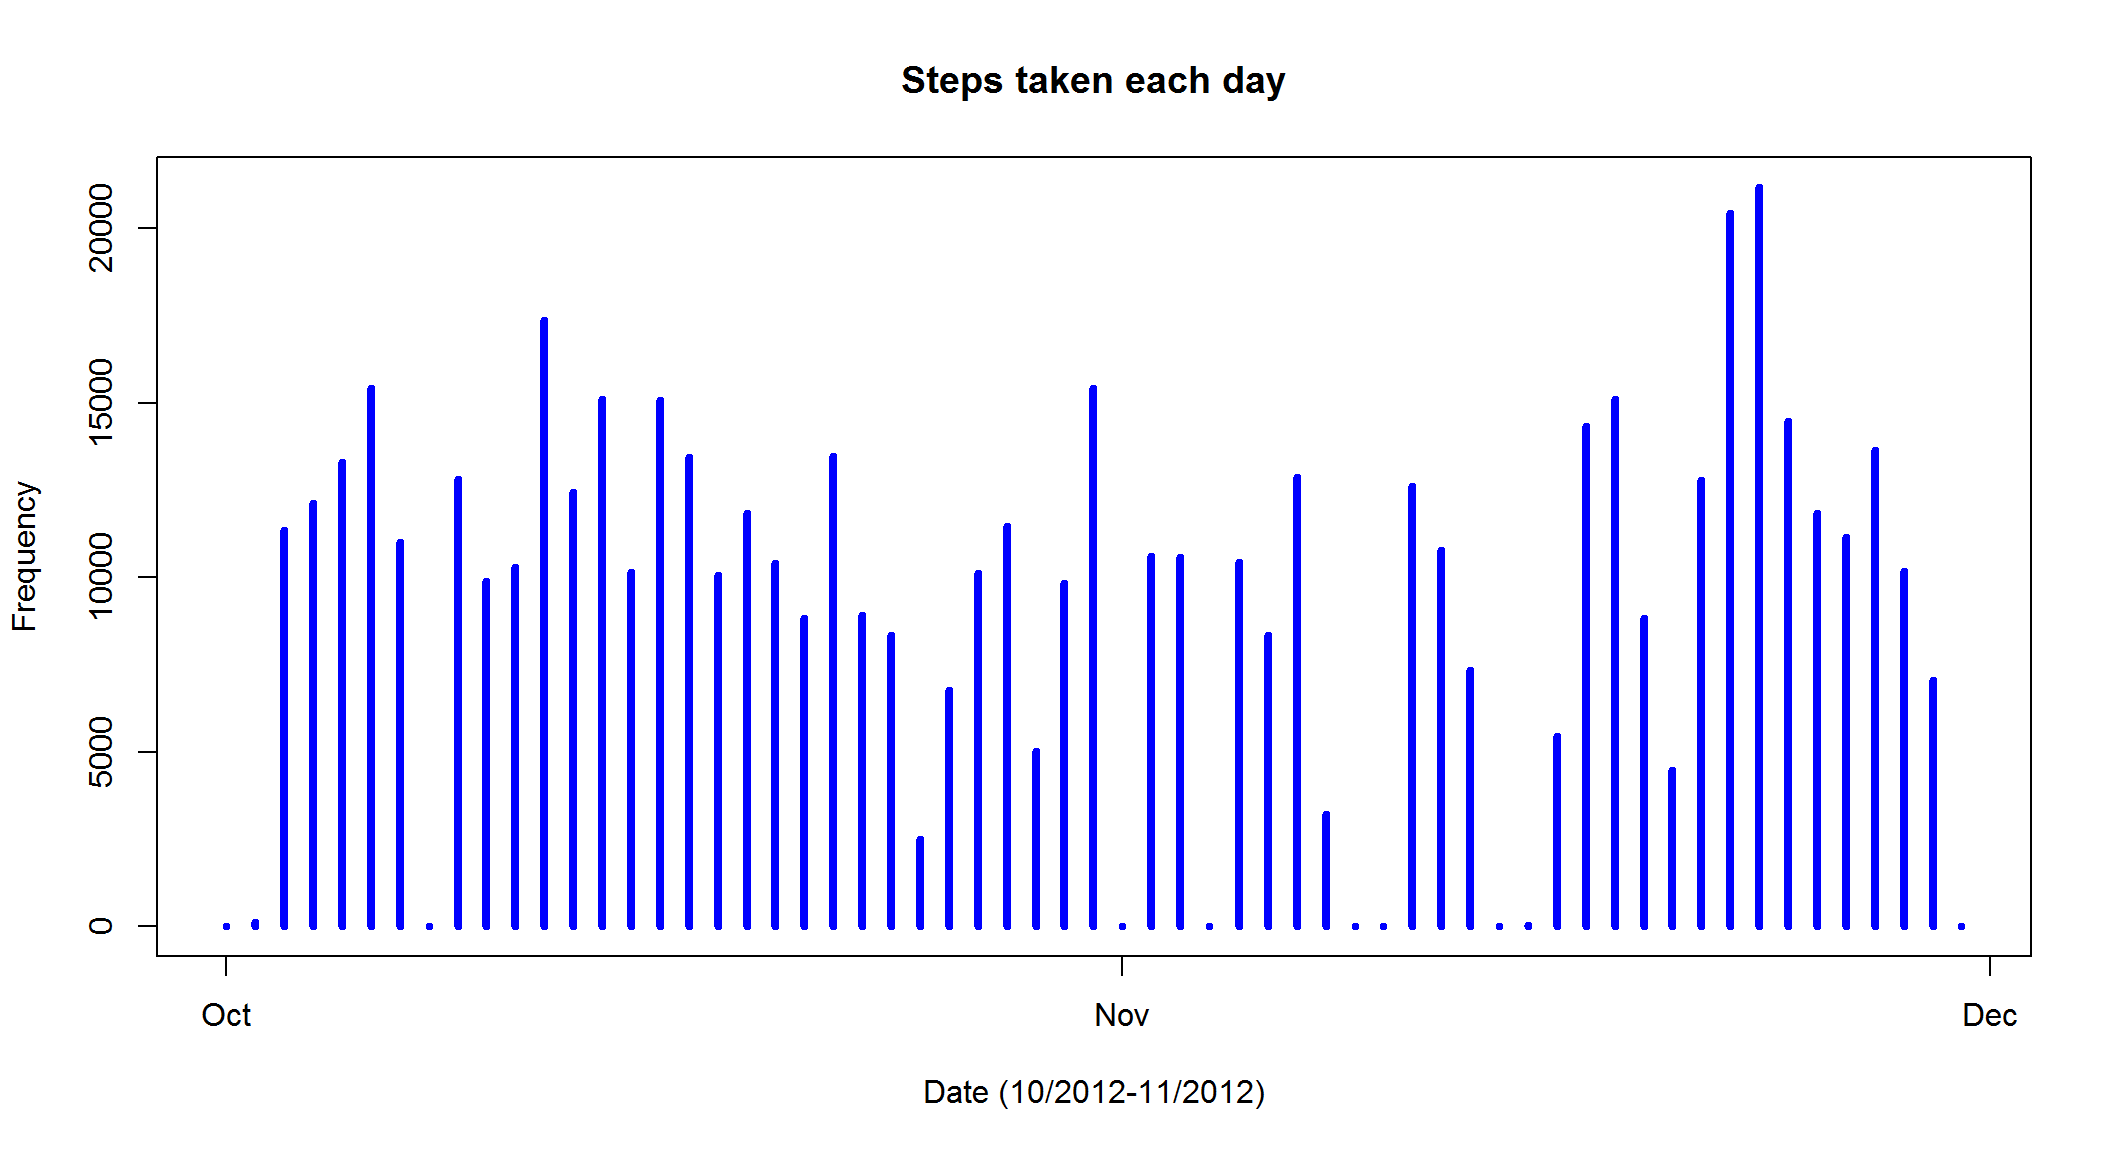 Steps taken each day
Frequency
20000
15000
10000
5000
0
Oct
Nov
Dec
Date (10/2012-11/2012)